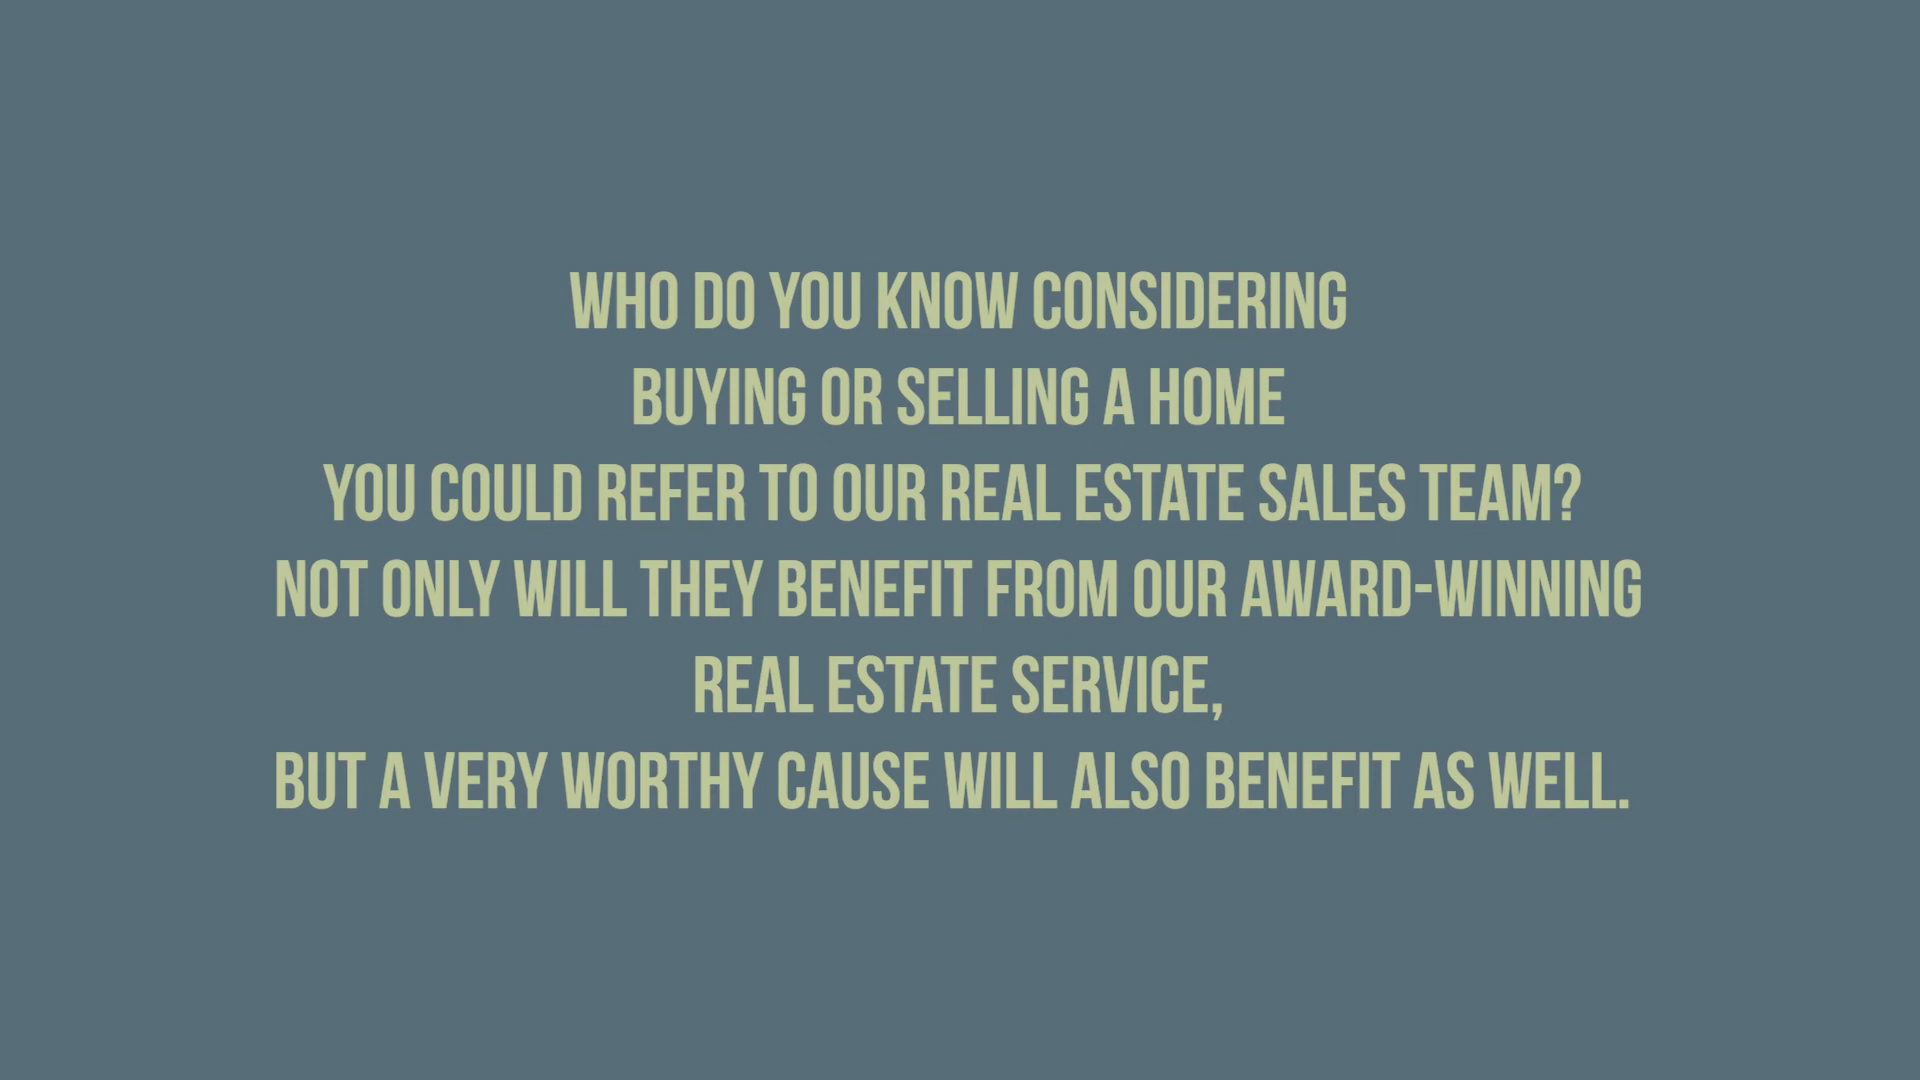 WHO DO YOU KNOW CONSIDERING
BUYING OR SELLING A HOME
YOU COULD REFER TO OUR REAL ESTATE SALES TEAM?
NOT ONLY WILL THEY BENEFIT FROM OUR AWARD-WINNING
REAL ESTATE SERVICE,
BUT A VERY WORTHY CAUSE WILL ALSO BENEFIT AS WELL.